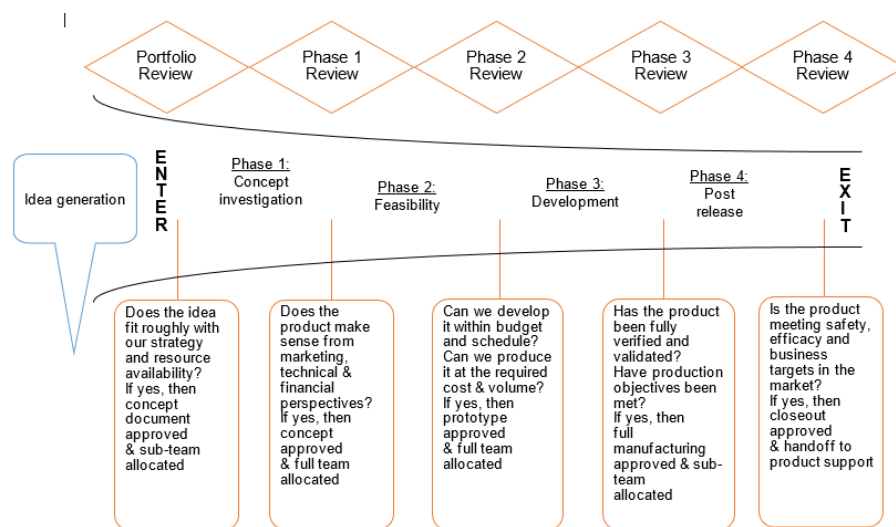 Portfolio
Review
Phase 1
Review
Phase 2
Review
Phase 3
Review
Phase 4
Review
Idea generation
ENTER
Phase 1:
Concept
investigation
Phase 2:
Feasibility
Phase 3:
Development
Phase 4:
Post
release
EXIT
Does the idea
fit roughly with
our strategy
and resource
availability?
If yes, then
concept
document
approved
& sub-team
allocated
Does the
product make
sense from
marketing,
technical &
financial
perspectives?
If yes, then
concept
approved
& full team
allocated
Can we develop
it within budget
and schedule?
Can we produce
it at the required
cost & volume?
If yes, then
prototype
approved
& full team
allocated
Has the product
been fully
verified and
validated?
Have production
objectives been
met?
If yes, then
full
manufacturing
approved & sub-
team
allocated
Is the product
meeting safety,
efficacy and
business
targets in the
market?
If yes, then
closeout
approved
& handoff to
product support